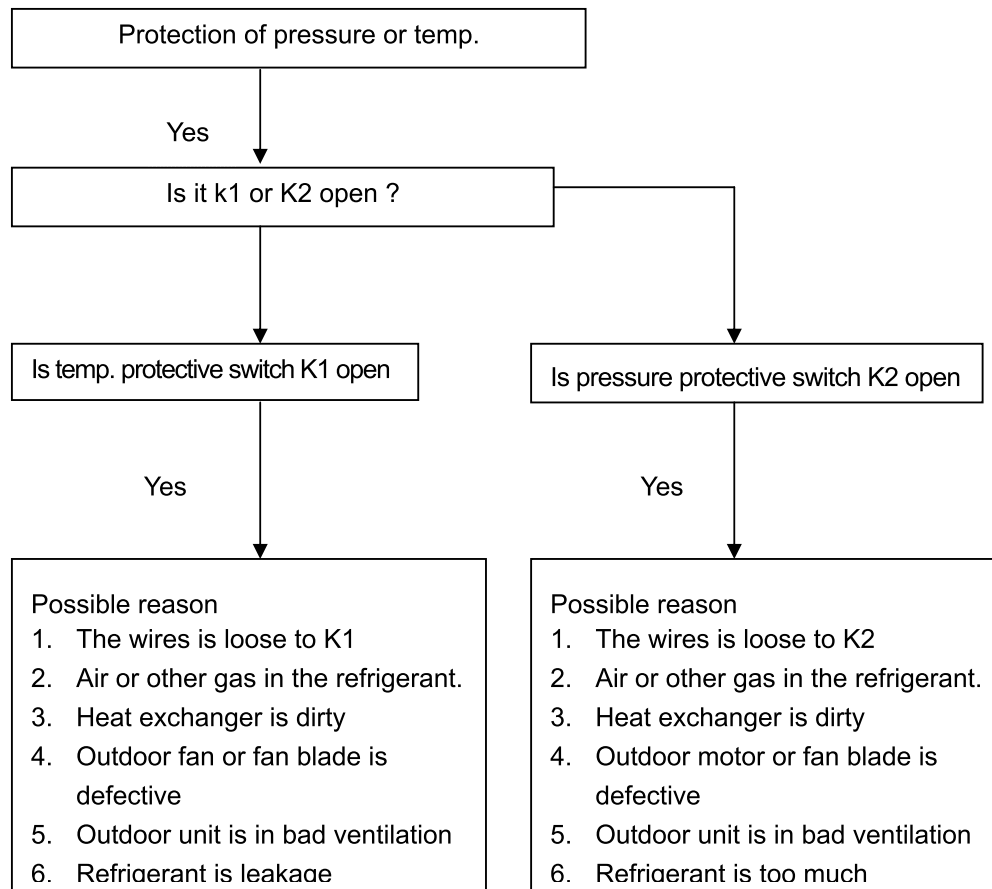 Protection of pressure or temp.
Yes
Is it k1 or K2 open ?
Is temp. protective switch K1 open
Is pressure protective switch K2 open
Yes
Yes
Possible reason
1. The wires is loose to K1
2. Air or other gas in the refrigerant.
3. Heat exchanger is dirty
4. Outdoor fan or fan blade is
defective
5. Outdoor unit is in bad ventilation
6. Refrigerant is leakage
Possible reason
1. The wires is loose to K2
2. Air or other gas in the refrigerant.
3. Heat exchanger is dirty
4. Outdoor motor or fan blade is
defective
5. Outdoor unit is in bad ventilation
6. Refrigerant is too much